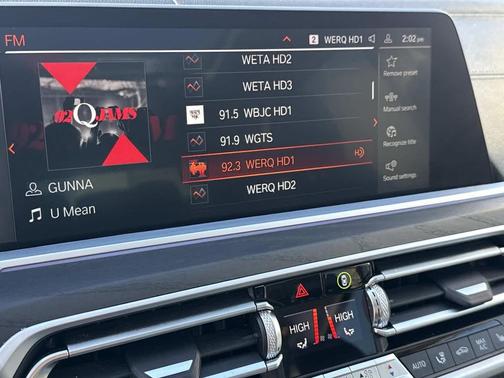 FM
2 WERQ HD1
2:02 pm
WETA HD2
WETA HD3
91.5 WBJC HD1
91.9 WGTS
92.3 WERQ HD1
WERQ HD2
92Q JAMS
GUNNA
U Mean
Remove preset
Manual search
Recognize title
Sound settings
HIGH
HIGH
AUTO
MAX
A/C